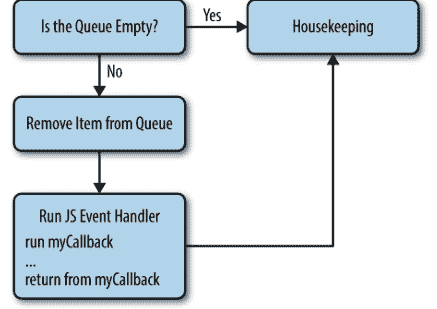 Is the Queue Empty?
Yes
Housekeeping
No
Remove Item from Queue
Run JS Event Handler
run myCallback
...
return from myCallback